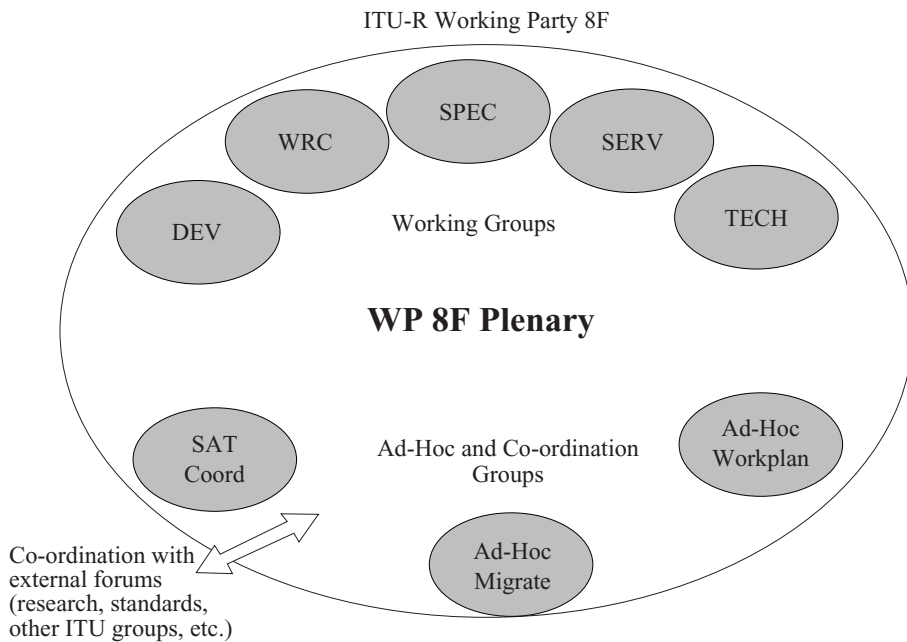 ITU-R Working Party 8F
SPEC
WRC
SERV
DEV
TECH
Working Groups
WP 8F Plenary
SAT
Coord
Ad-Hoc and Co-ordination
Groups
Ad-Hoc
Workplan
Ad-Hoc
Migrate
Co-ordination with
external forums
(research, standards,
other ITU groups, etc.)